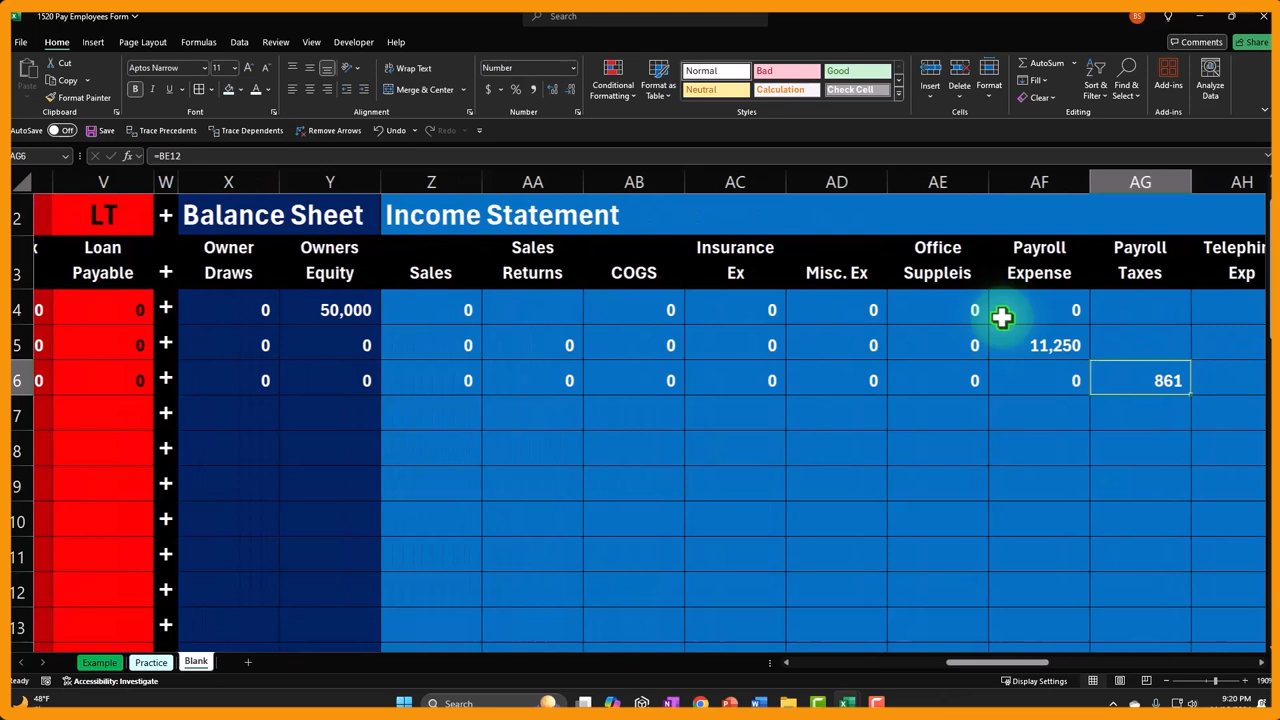 1520 Pay Employees Form
Search
BS
File Home Insert Page Layout Formulas Data Review View Developer Help
Comments
Share
Paste
Cut
Copy
Format Painter
Clipboard
Aptos Narrow 11
Font
Wrap Text
Merge & Center
Alignment
Number
Number
Conditional Formatting
Format as Table
Normal Bad Good
Neutral Calculation Check Cell
Styles
Insert Delete Format
Cells
AutoSum
Fill
Clear
Sort & Filter
Find & Select
Editing
Add-ins
Add-ins
Analyze Data
AutoSave Off Save Trace Precedents Trace Dependents Remove Arrows Undo Redo
AG6 fx =BE12
V W X Y Z AA AB AC AD AE AF AG AH
2 LT + Balance Sheet Income Statement
x Loan Owner Owners Sales Insurance Office Payroll Payroll Telephin
3 Payable + Draws Equity Sales Returns COGS Ex Misc. Ex Suppleis Expense Taxes Exp
4 0 0 + 0 50,000 0 0 0 0 0 0
5 0 0 + 0 0 0 0 0 0 0 0 11,250
6 0 0 + 0 0 0 0 0 0 0 0 0 861
7 +
8 +
9 +
10 +
11 +
12 +
13 +
Example Practice Blank +
Ready Accessibility: Investigate Display Settings 190%
48°F Search 9:20 PM